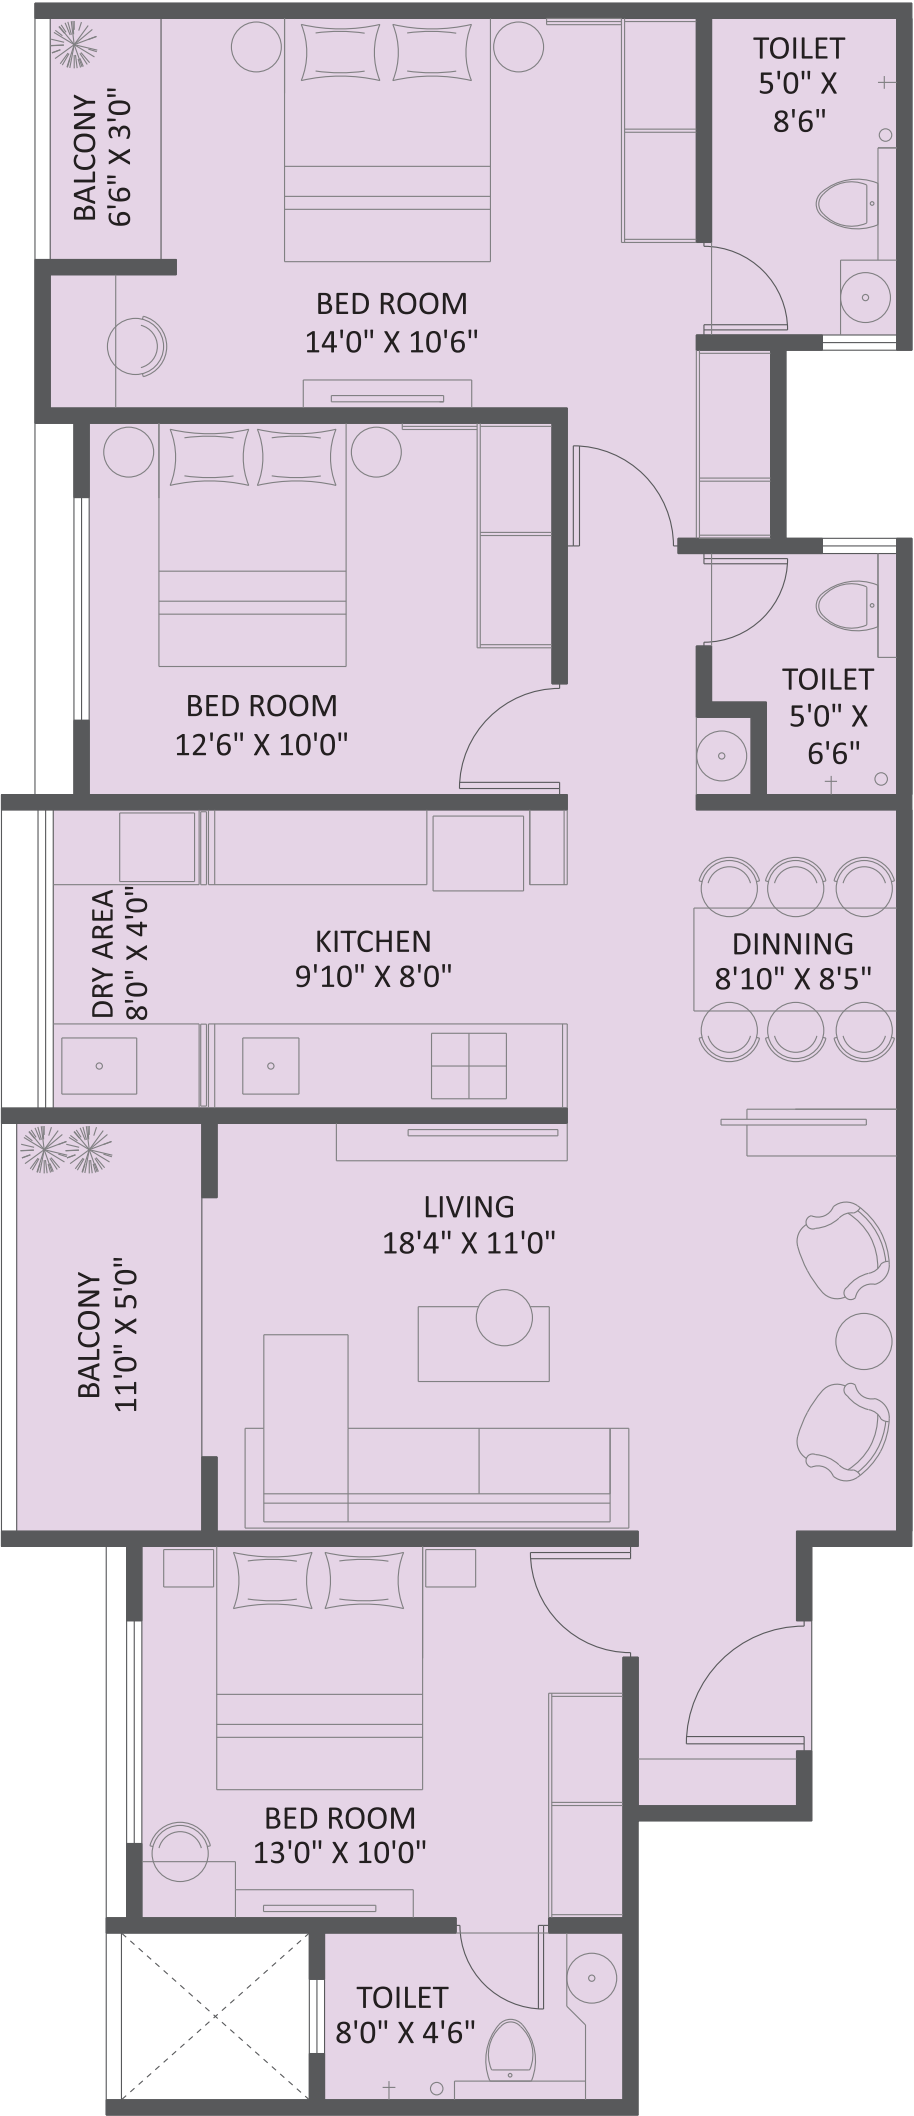 TOILET
5'0" X
8'6"
BALCONY
6'6" X 3'0"
BED ROOM
14'0" X 10'6"
TOILET
5'0" X
6'6"
BED ROOM
12'6" X 10'0"
DRY AREA
8'0" X 4'0"
KITCHEN
9'10" X 8'0"
DINNING
8'10" X 8'5"
LIVING
18'4" X 11'0"
BALCONY
11'0" X 5'0"
BED ROOM
13'0" X 10'0"
TOILET
8'0" X 4'6"